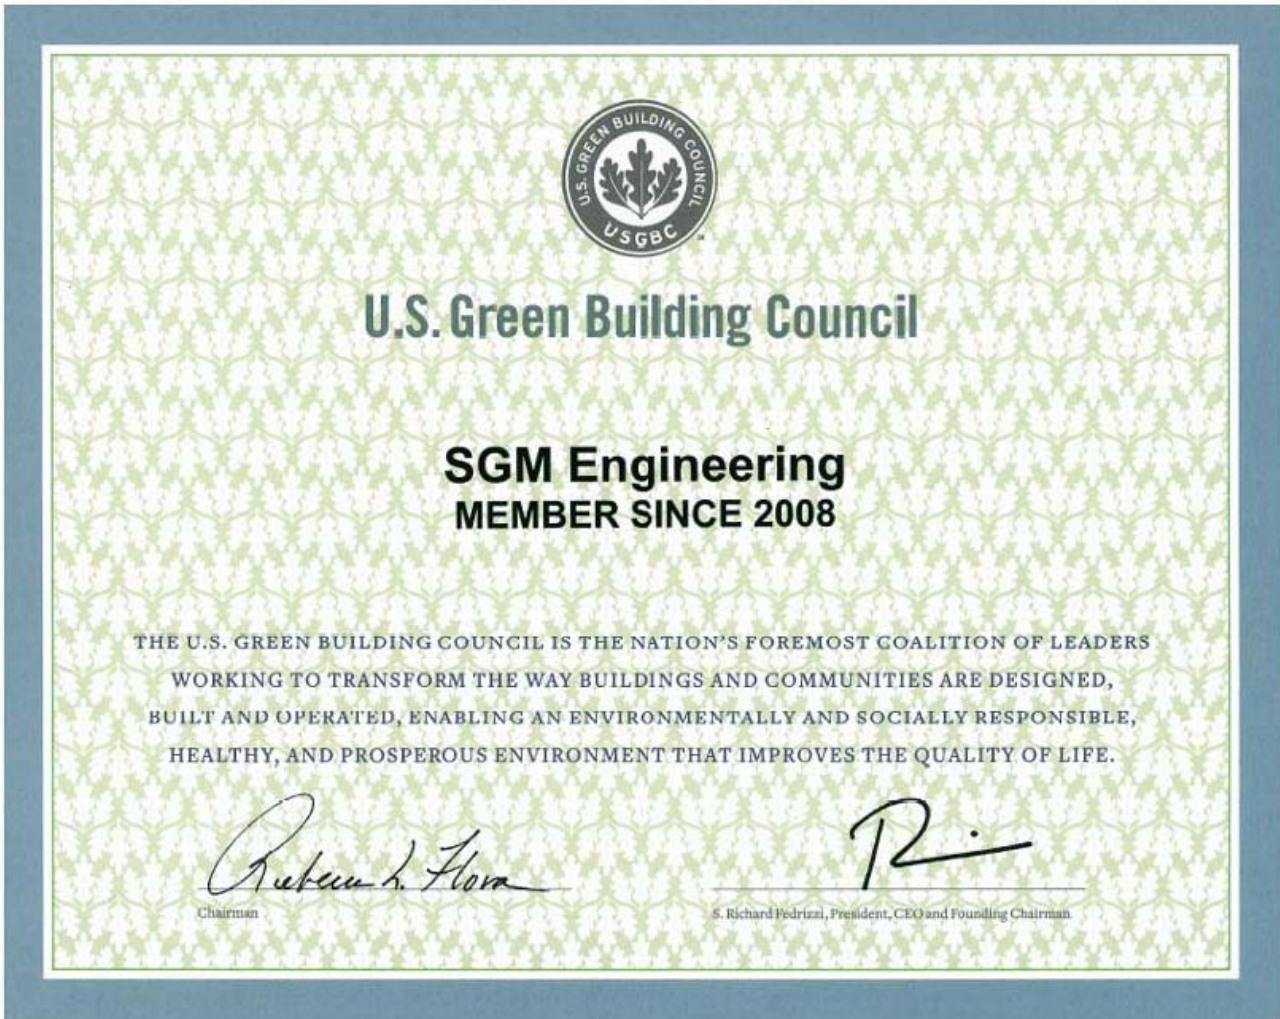 U.S. GREEN BUILDING COUNCIL
USGBC
U.S. Green Building Council
SGM Engineering
MEMBER SINCE 2008
THE U.S. GREEN BUILDING COUNCIL IS THE NATION'S FOREMOST COALITION OF LEADERS
WORKING TO TRANSFORM THE WAY BUILDINGS AND COMMUNITIES ARE DESIGNED,
BUILT AND OPERATED, ENABLING AN ENVIRONMENTALLY AND SOCIALLY RESPONSIBLE,
HEALTHY, AND PROSPEROUS ENVIRONMENT THAT IMPROVES THE QUALITY OF LIFE.
L. Flora
Chairman
S. Richard Fedrizzi, President, CEO and Founding Chairman